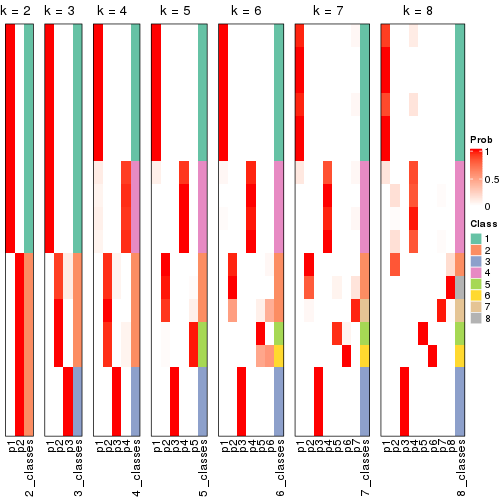 k = 2
k = 3
k = 4
k = 5
k = 6
k = 7
k = 8
Prob
1
0.5
0
Class
1
2
3
4
5
6
7
8
p1
p2
2_classes
p1
p2
p3
3_classes
p1
p2
p3
p4
4_classes
p1
p2
p3
p4
p5
5_classes
p1
p2
p3
p4
p5
p6
6_classes
p1
p2
p3
p4
p5
p6
p7
7_classes
p1
p2
p3
p4
p5
p6
p7
p8
8_classes